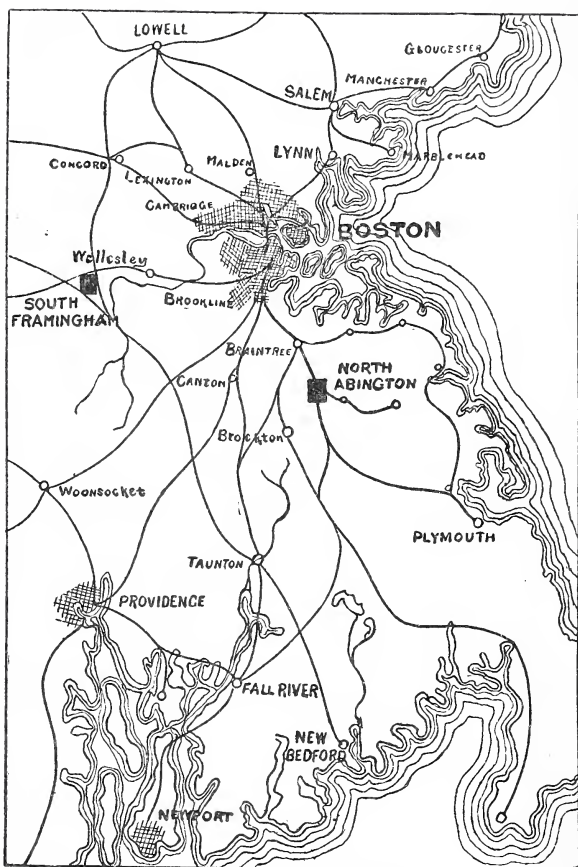 LOWELL
GLOUCESTER
MANCHESTER
SALEM
LYNN
MARBLEHEAD
CONCORD
LEXINGTON
MALDEN
CAMBRIDGE
BOSTON
Wellesley
SOUTH
FRAMINGHAM
BROOKLINE
BRAINTREE
NORTH
ABINGTON
CANTON
Brockton
WOONSOCKET
PLYMOUTH
TAUNTON
PROVIDENCE
FALL RIVER
NEW
BEDFORD
NEWPORT